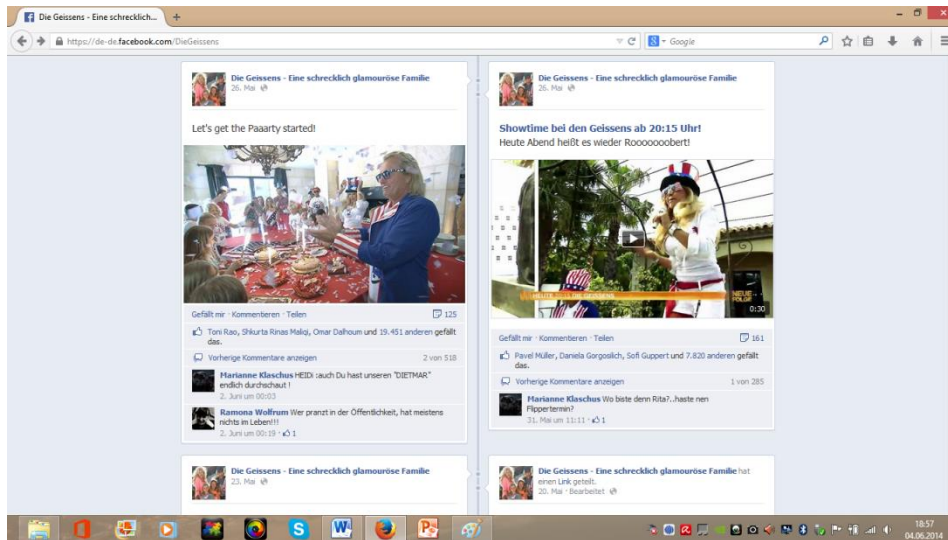 Die Geissens - Eine schrecklich...
https://de-de.facebook.com/DieGeissens
Google
Die Geissens - Eine schrecklich glamouröse Familie
26. Mai
Let's get the Paaarty started!
Gefällt mir · Kommentieren · Teilen
125
Toni Rao, Shkurta Rinas Maliqi, Omar Dalhoum und 19.451 anderen gefällt
das.
Vorherige Kommentare anzeigen
2 von 518
Marianne Klaschus HEIDi :auch Du hast unseren "DIETMAR"
endlich durchschaut !
2. Juni um 00:03
Ramona Wolfrum Wer pranzt in der Öffentlichkeit, hat meistens
nichts im Leben!!!
2. Juni um 00:19 · 1
Die Geissens - Eine schrecklich glamouröse Familie
23. Mai
Die Geissens - Eine schrecklich glamouröse Familie
26. Mai
Showtime bei den Geissens ab 20:15 Uhr!
Heute Abend heißt es wieder Rooooooobert!
HEUTE 20:15 DIE GEISSENS
NEUE
FOLGE
0:30
Gefällt mir · Kommentieren · Teilen
161
Pavel Müller, Daniela Gorgosilich, Sofi Guppert und 7.820 anderen gefällt
das.
Vorherige Kommentare anzeigen
1 von 285
Marianne Klaschus Wo biste denn Rita?..haste nen
Flippertermin?
31. Mai um 11:11 · 1
Die Geissens - Eine schrecklich glamouröse Familie hat
einen Link geteilt.
20. Mai · Bearbeitet
18:57
04.06.2014